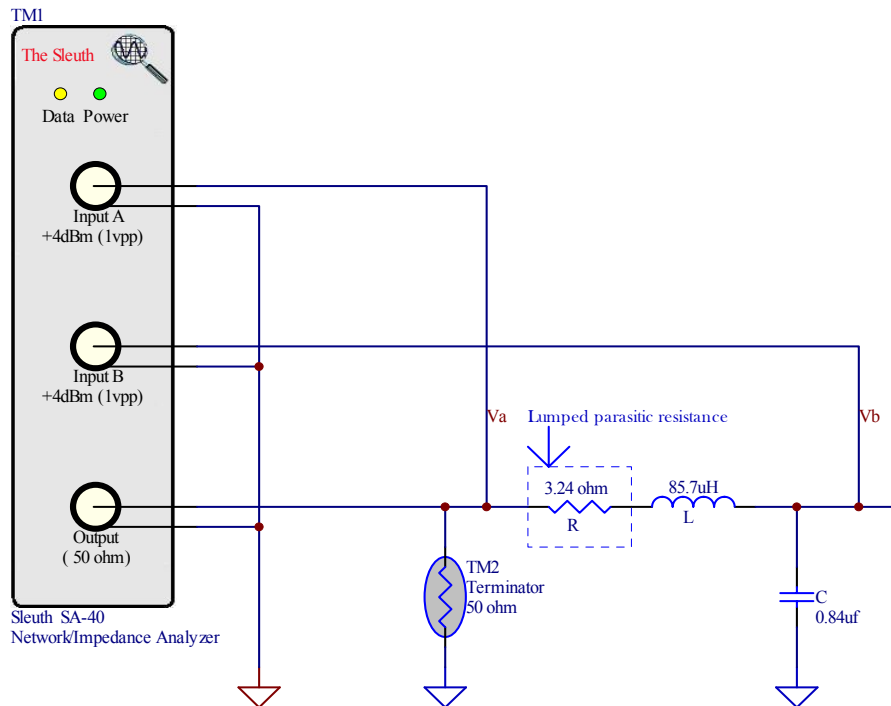 TM1
The Sleuth
Data Power
Input A
+4dBm (1vpp)
Input B
+4dBm (1vpp)
Output
( 50 ohm)
Sleuth SA-40
Network/Impedance Analyzer
Va
Lumped parasitic resistance
Vb
3.24 ohm
R
85.7uH
L
TM2
Terminator
50 ohm
C
0.84uf